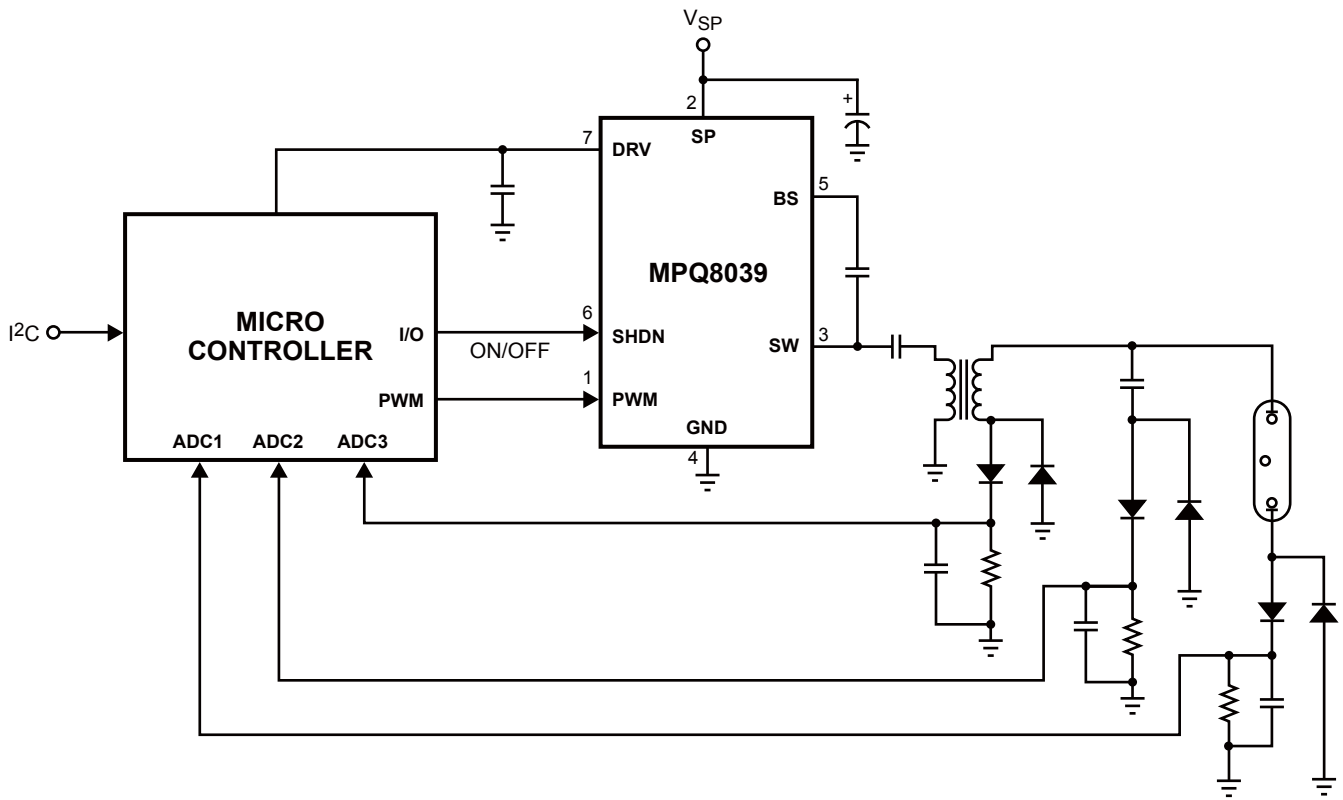 VSP
2
+
7
SP
DRV
5
BS
MPQ8039
MICRO
CONTROLLER
I²C
I/O
6
SHDN
ON/OFF
3
SW
1
PWM
PWM
GND
ADC1 ADC2 ADC3
4